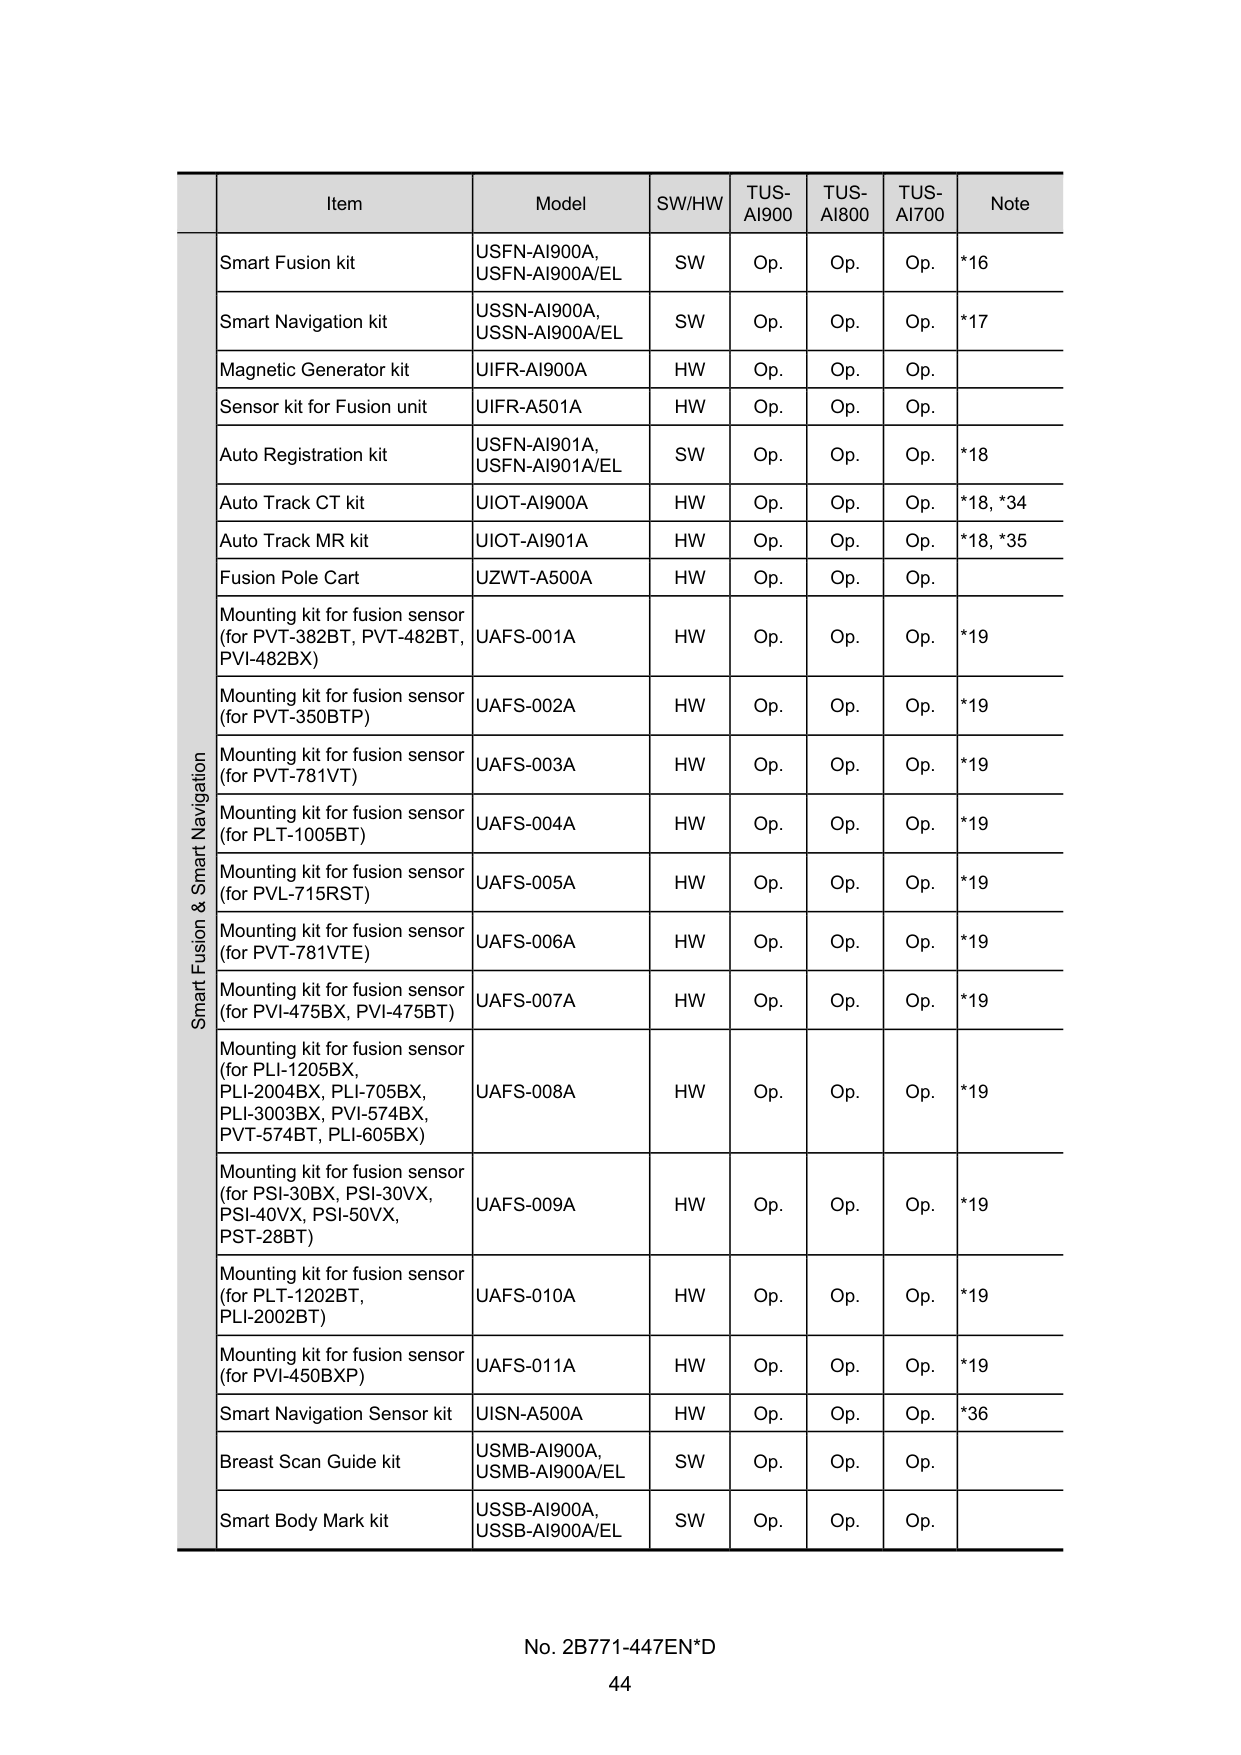 Item Model SW/HW TUS-AI900 TUS-AI800 TUS-AI700 Note
Smart Fusion & Smart Navigation
Smart Fusion kit USFN-AI900A, USFN-AI900A/EL SW Op. Op. Op. *16
Smart Navigation kit USSN-AI900A, USSN-AI900A/EL SW Op. Op. Op. *17
Magnetic Generator kit UIFR-AI900A HW Op. Op. Op.
Sensor kit for Fusion unit UIFR-A501A HW Op. Op. Op.
Auto Registration kit USFN-AI901A, USFN-AI901A/EL SW Op. Op. Op. *18
Auto Track CT kit UIOT-AI900A HW Op. Op. Op. *18, *34
Auto Track MR kit UIOT-AI901A HW Op. Op. Op. *18, *35
Fusion Pole Cart UZWT-A500A HW Op. Op. Op.
Mounting kit for fusion sensor
(for PVT-382BT, PVT-482BT,
PVI-482BX) UAFS-001A HW Op. Op. Op. *19
Mounting kit for fusion sensor
(for PVT-350BTP) UAFS-002A HW Op. Op. Op. *19
Mounting kit for fusion sensor
(for PVT-781VT) UAFS-003A HW Op. Op. Op. *19
Mounting kit for fusion sensor
(for PLT-1005BT) UAFS-004A HW Op. Op. Op. *19
Mounting kit for fusion sensor
(for PVL-715RST) UAFS-005A HW Op. Op. Op. *19
Mounting kit for fusion sensor
(for PVT-781VTE) UAFS-006A HW Op. Op. Op. *19
Mounting kit for fusion sensor
(for PVI-475BX, PVI-475BT) UAFS-007A HW Op. Op. Op. *19
Mounting kit for fusion sensor
(for PLI-1205BX,
PLI-2004BX, PLI-705BX,
PLI-3003BX, PVI-574BX,
PVT-574BT, PLI-605BX) UAFS-008A HW Op. Op. Op. *19
Mounting kit for fusion sensor
(for PSI-30BX, PSI-30VX,
PSI-40VX, PSI-50VX,
PST-28BT) UAFS-009A HW Op. Op. Op. *19
Mounting kit for fusion sensor
(for PLT-1202BT,
PLI-2002BT) UAFS-010A HW Op. Op. Op. *19
Mounting kit for fusion sensor
(for PVI-450BXP) UAFS-011A HW Op. Op. Op. *19
Smart Navigation Sensor kit UISN-A500A HW Op. Op. Op. *36
Breast Scan Guide kit USMB-AI900A, USMB-AI900A/EL SW Op. Op. Op.
Smart Body Mark kit USSB-AI900A, USSB-AI900A/EL SW Op. Op. Op.
No. 2B771-447EN*D
44